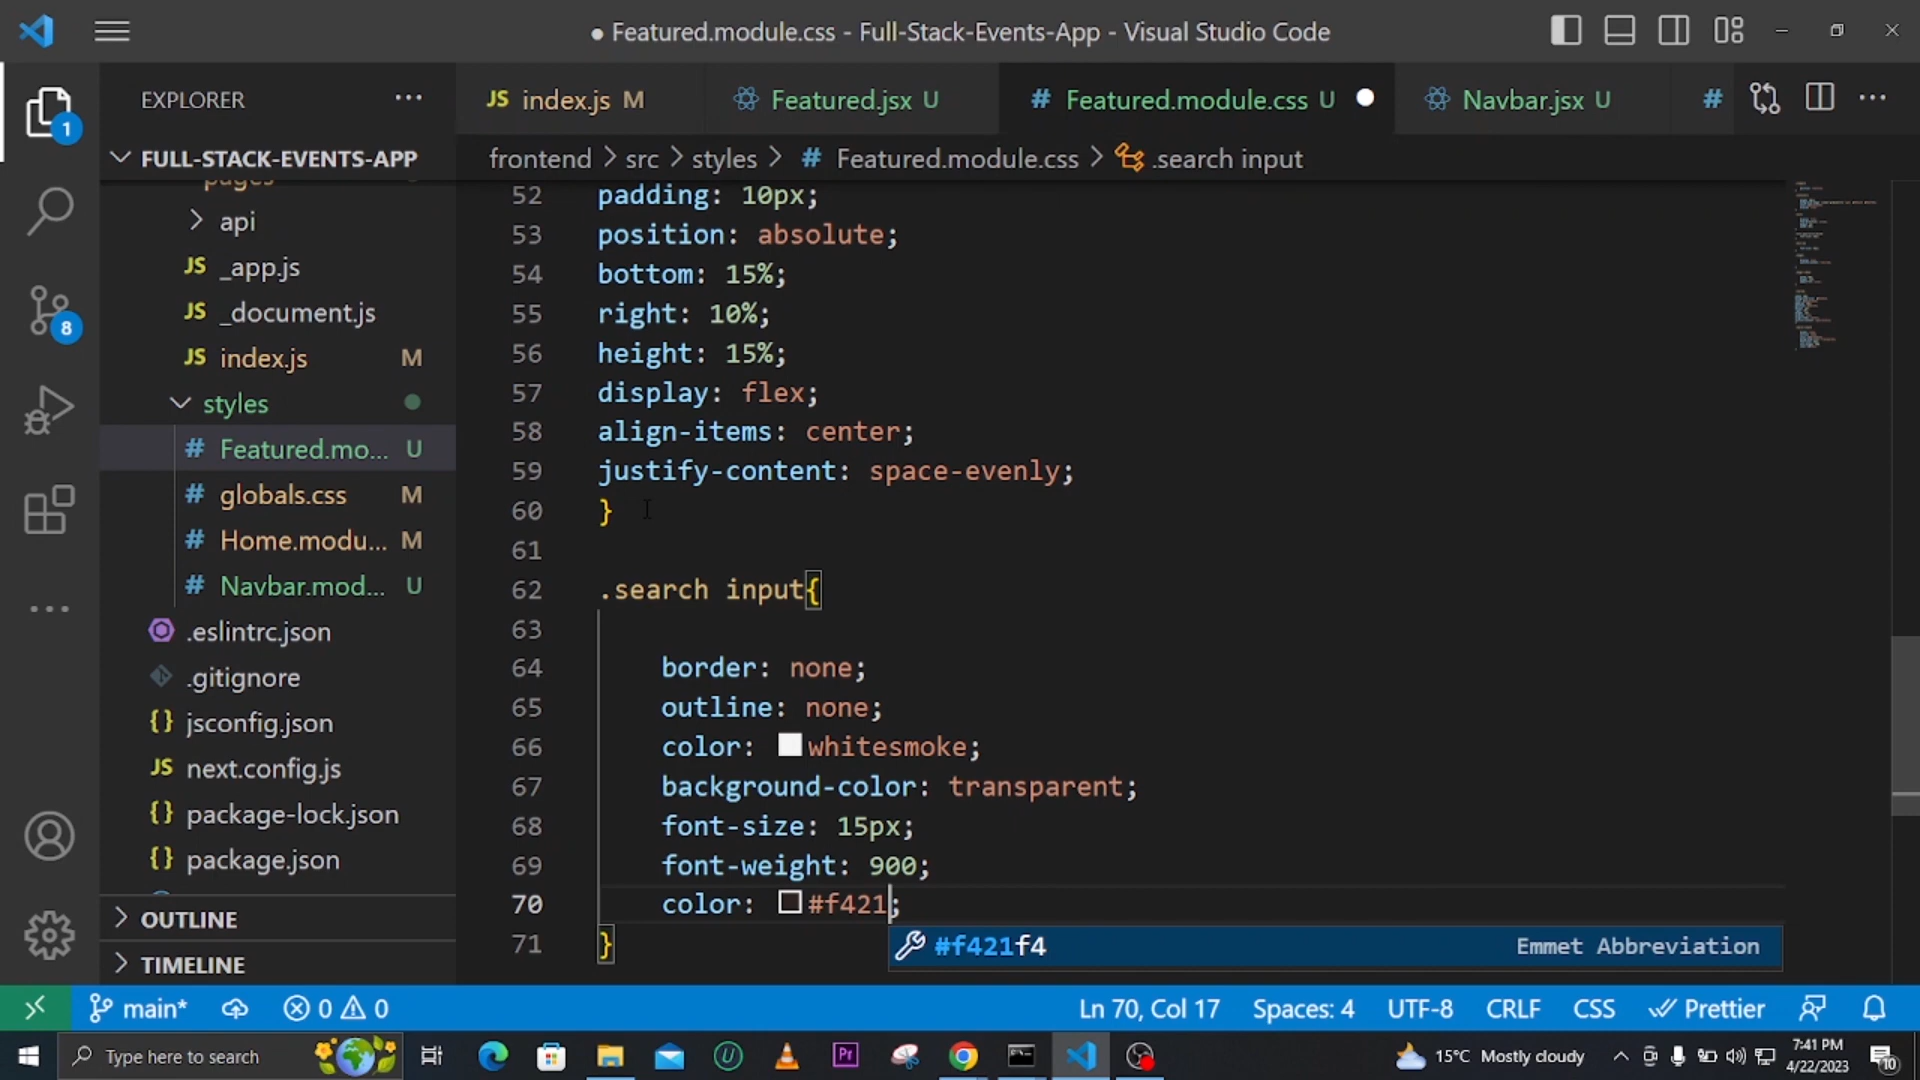 ● Featured.module.css - Full-Stack-Events-App - Visual Studio Code
EXPLORER
JS index.js M
Featured.jsx U
# Featured.module.css U
Navbar.jsx U
#
1
FULL-STACK-EVENTS-APP
frontend > src > styles > # Featured.module.css > .search input
pages
> api
JS _app.js
JS _document.js
JS index.js M
styles
# Featured.mo... U
# globals.css M
# Home.modu... M
# Navbar.mod... U
.eslintrc.json
.gitignore
{} jsconfig.json
JS next.config.js
{} package-lock.json
{} package.json
> OUTLINE
> TIMELINE
8
52 padding: 10px;
53 position: absolute;
54 bottom: 15%;
55 right: 10%;
56 height: 15%;
57 display: flex;
58 align-items: center;
59 justify-content: space-evenly;
60 }
61
62 .search input{
63
64 border: none;
65 outline: none;
66 color: whitesmoke;
67 background-color: transparent;
68 font-size: 15px;
69 font-weight: 900;
70 color: #f421;
71 }
#f421f4 Emmet Abbreviation
main* 0 0 Ln 70, Col 17 Spaces: 4 UTF-8 CRLF CSS Prettier
Type here to search
Pr
15°C Mostly cloudy
7:41 PM
4/22/2023
10